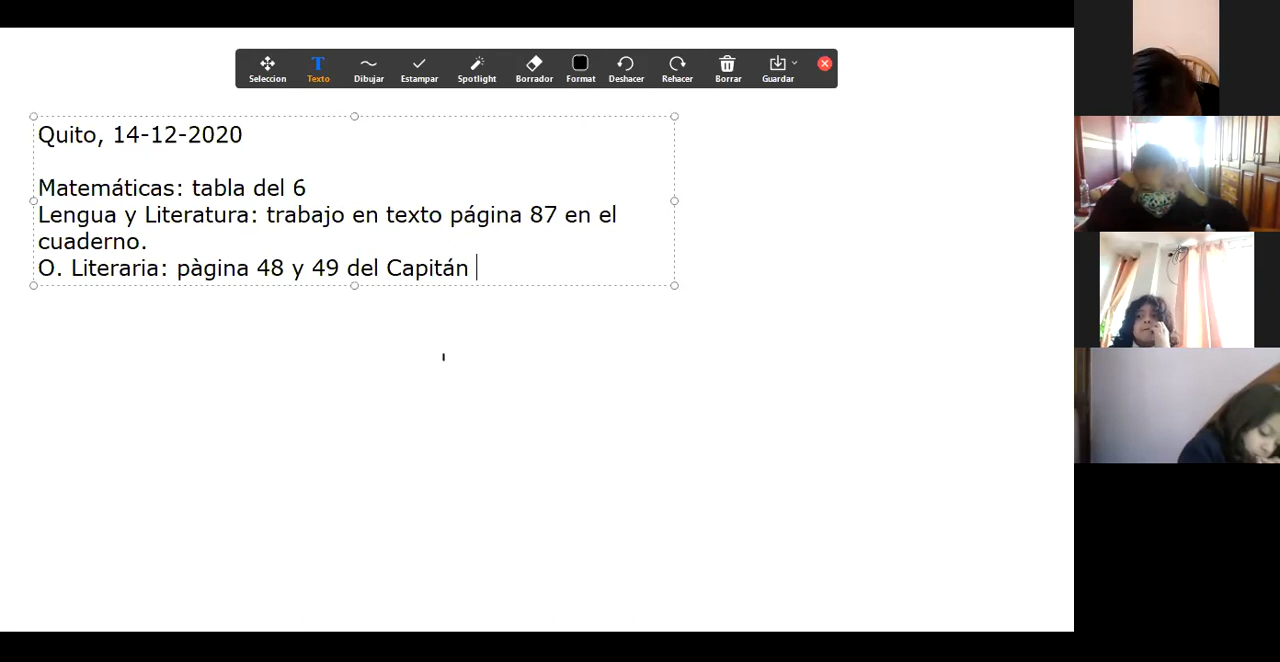 Seleccion Texto Dibujar Estampar Spotlight Borrador Format Deshacer Rehacer Borrar Guardar
Quito, 14-12-2020
Matemáticas: tabla del 6
Lengua y Literatura: trabajo en texto página 87 en el
cuaderno.
O. Literaria: pàgina 48 y 49 del Capitán